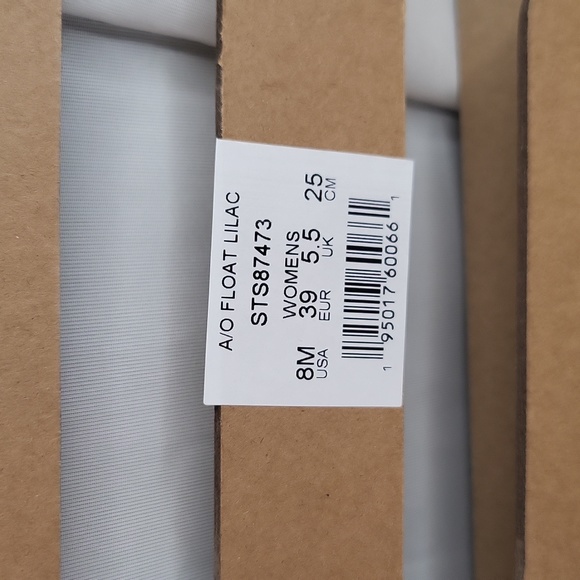 A/O FLOAT LILAC
STS87473
WOMENS
8M 39 5.5 25
USA EUR UK CM
1 95017 60066 1